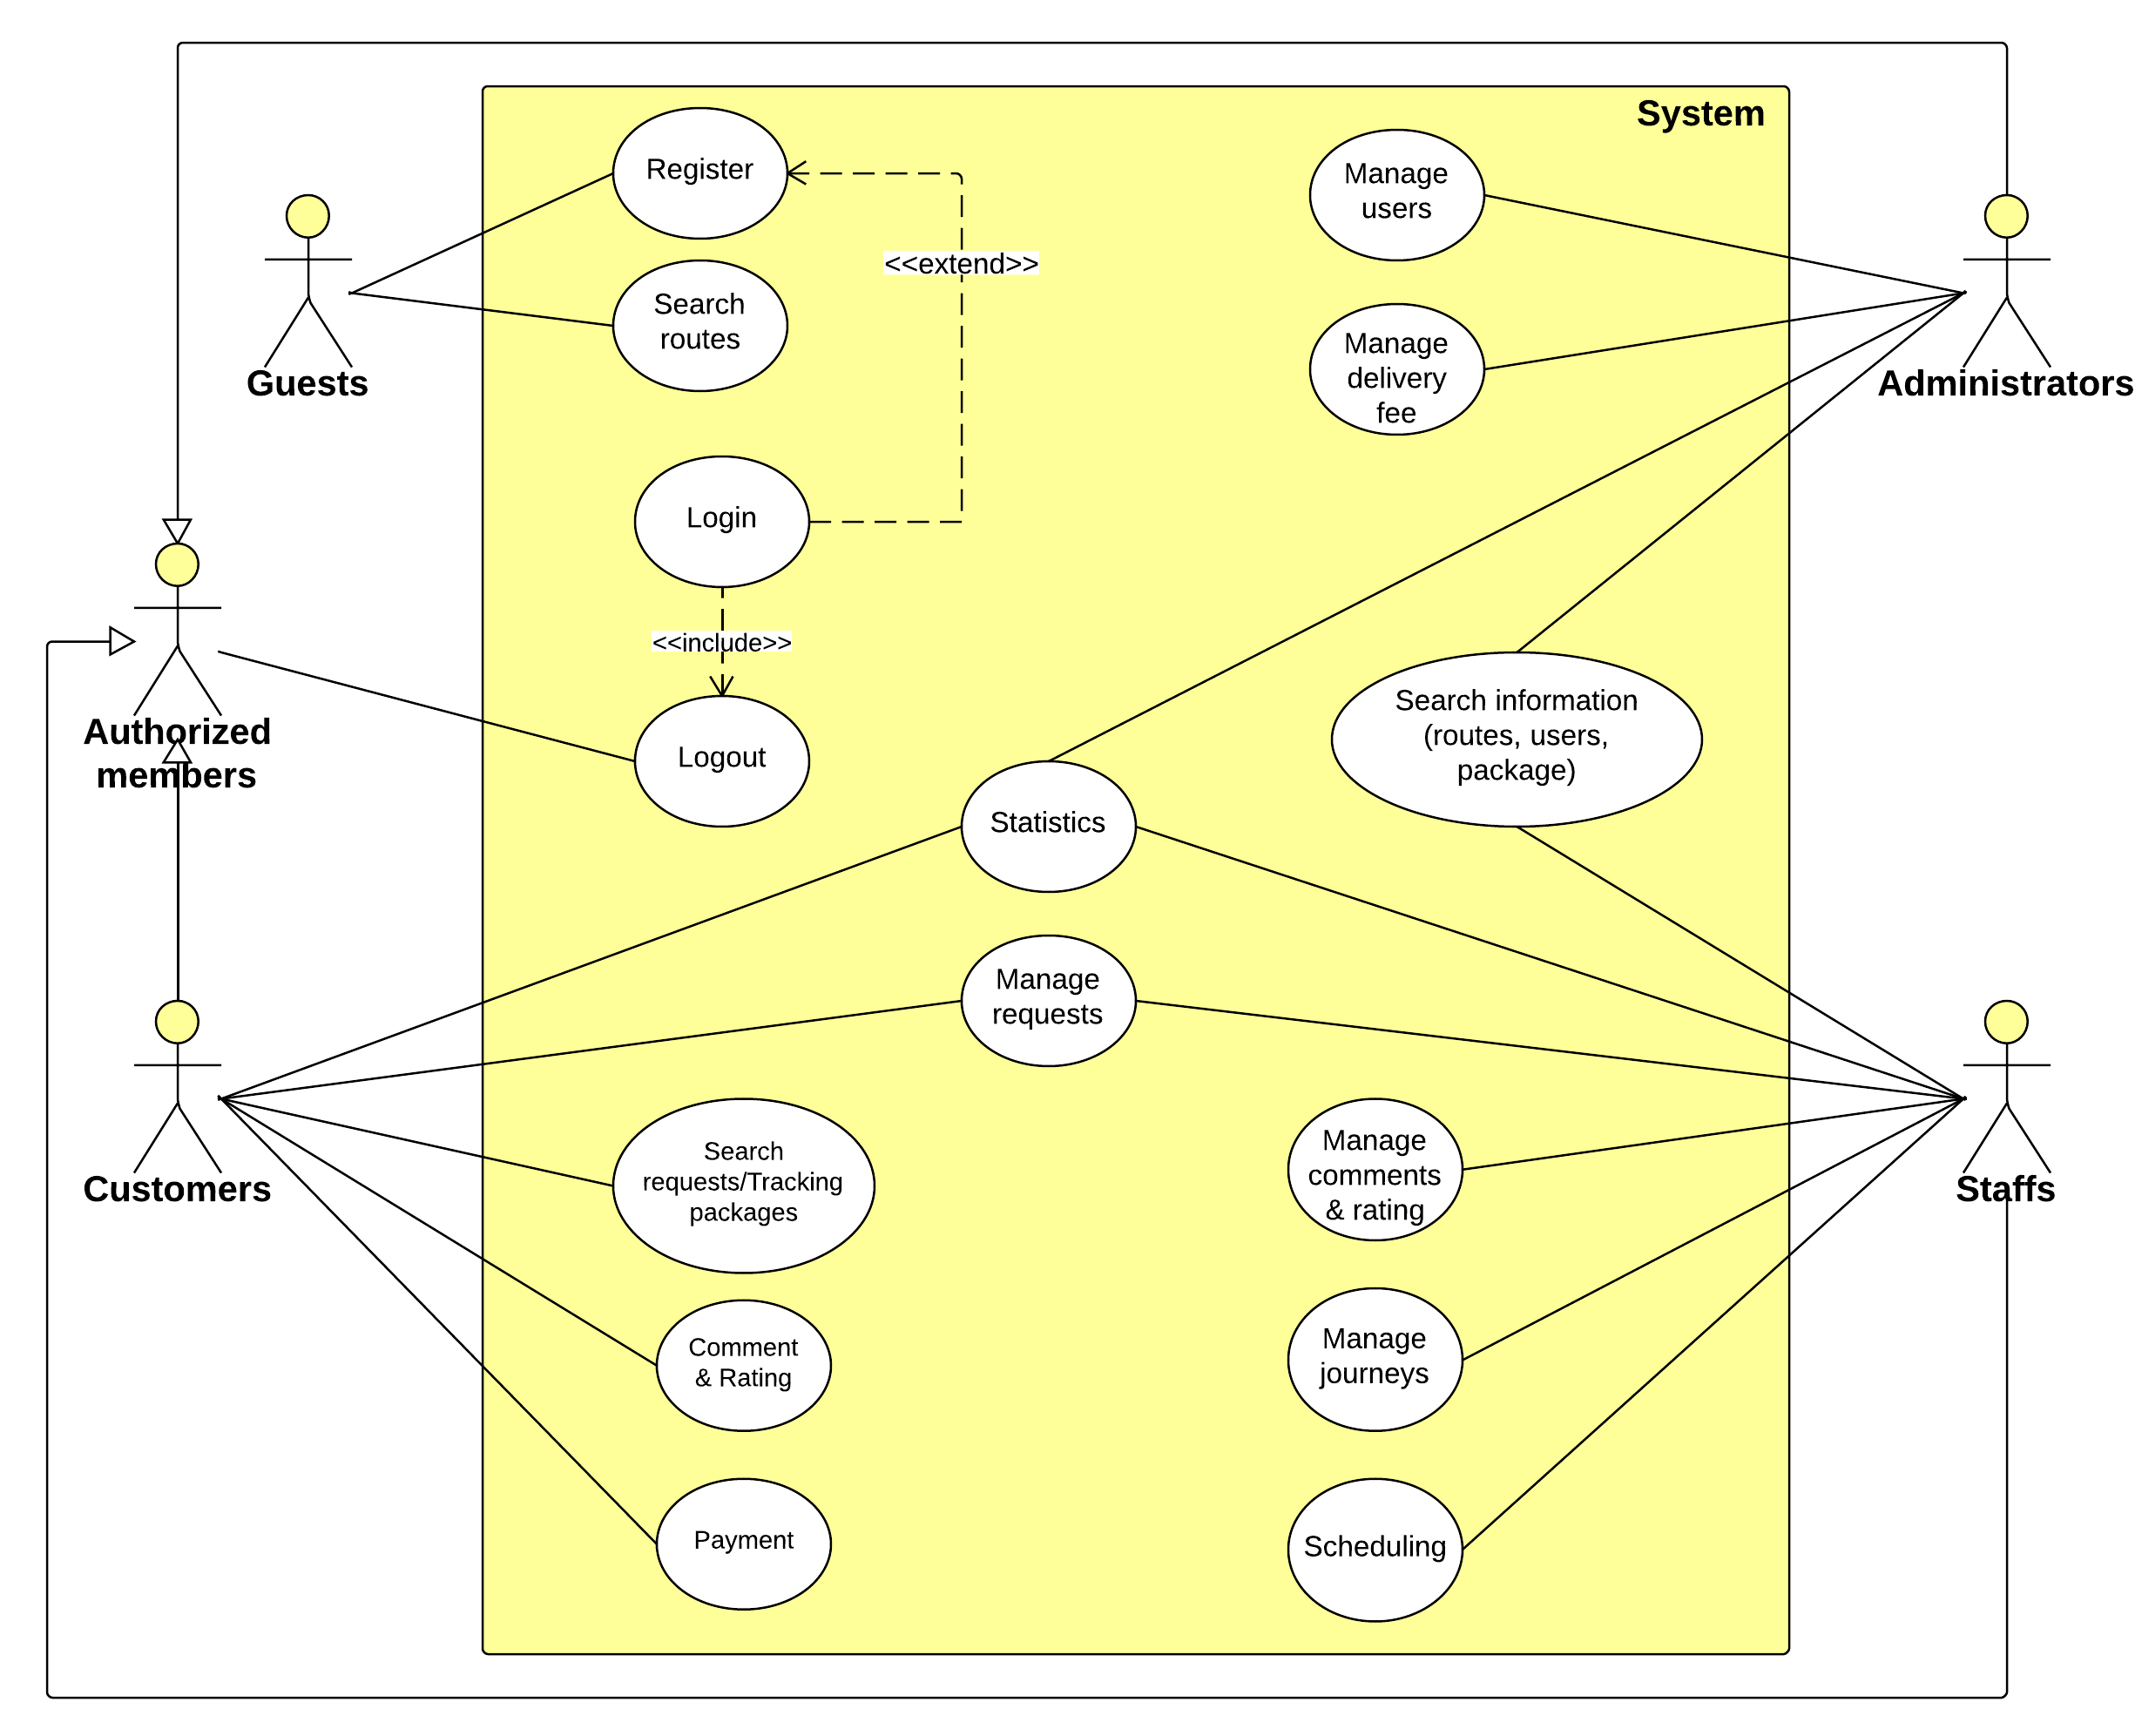 System
Register
Manage
users
<<extend>>
Search
routes
Manage
delivery
fee
Guests
Administrators
Login
<<include>>
Authorized
members
Logout
Search information
(routes, users,
package)
Statistics
Manage
requests
Customers
Search
requests/Tracking
packages
Manage
comments
& rating
Staffs
Comment
& Rating
Manage
journeys
Payment
Scheduling